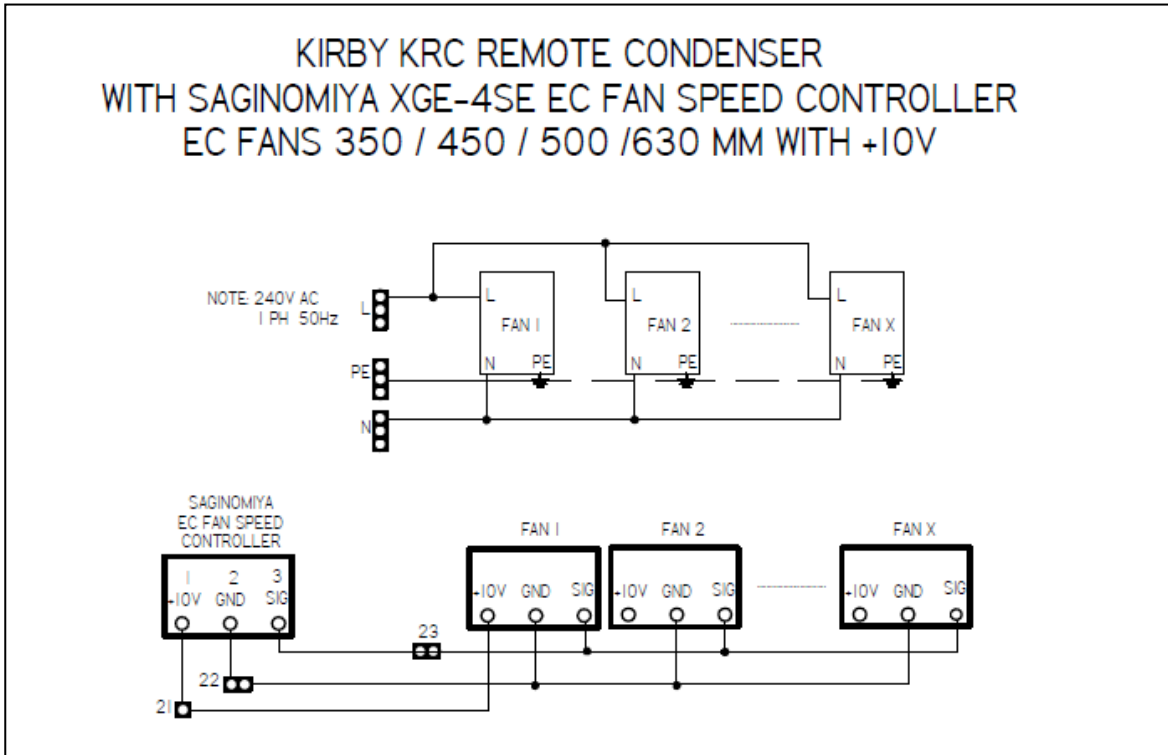 KIRBY KRC REMOTE CONDENSER
WITH SAGINOMIYA XGE-4SE EC FAN SPEED CONTROLLER
EC FANS 350 / 450 / 500 /630 MM WITH +10V
NOTE: 240V AC
1 PH 50Hz
L
L
L
L
FAN 1
FAN 2
FAN X
PE
N PE
N PE
N PE
N
SAGINOMIYA
EC FAN SPEED
CONTROLLER
FAN 1
FAN 2
FAN X
1 2 3
+10V GND SIG
+10V GND SIG
+10V GND SIG
+10V GND SIG
23
22
21